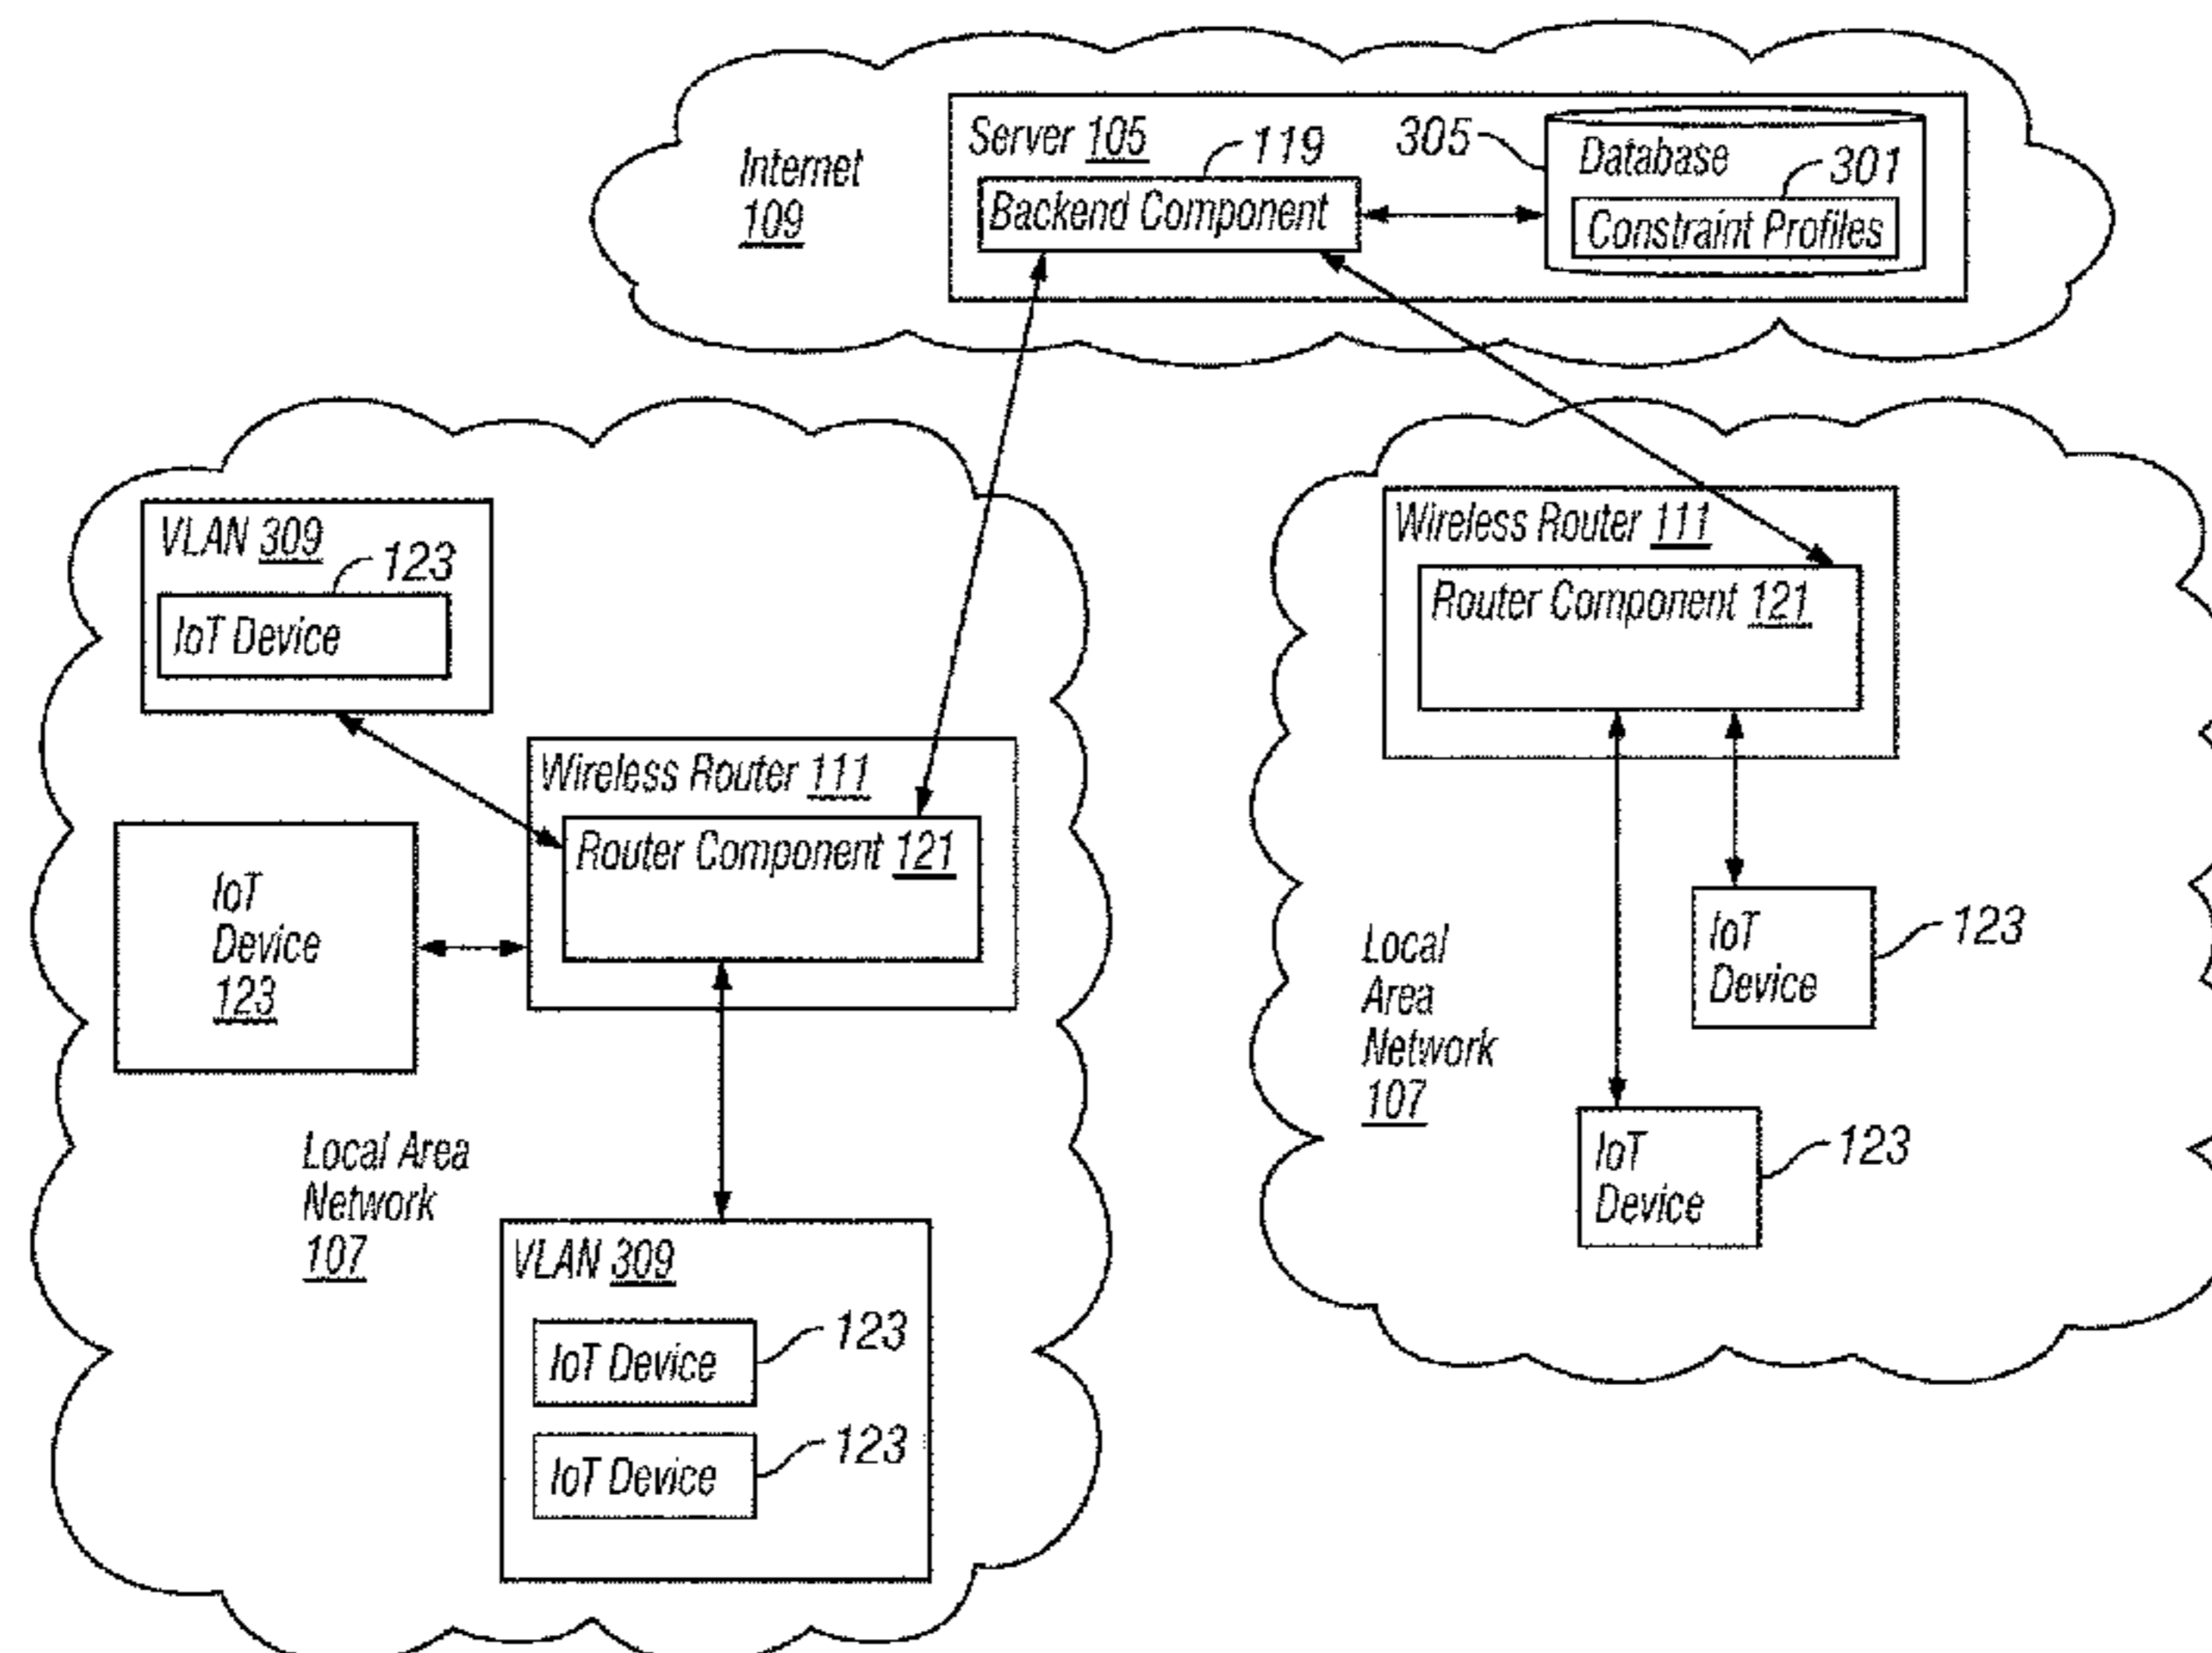 Internet
109
Server 105
119
Backend Component
305
Database
301
Constraint Profiles
VLAN 309
123
IoT Device
Wireless Router 111
Router Component 121
IoT
Device
123
Local Area
Network
107
VLAN 309
IoT Device
123
IoT Device
123
Wireless Router 111
Router Component 121
Local
Area
Network
107
IoT
Device
123
IoT
Device
123